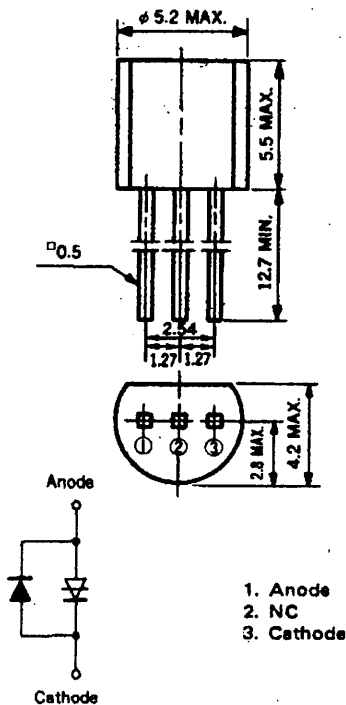 φ 5.2 MAX.
5.5 MAX.
12.7 MIN.
□0.5
2.54
1.27 1.27
① ② ③
2.8 MAX.
4.2 MAX.
Anode
Cathode
1. Anode
2. NC
3. Cathode